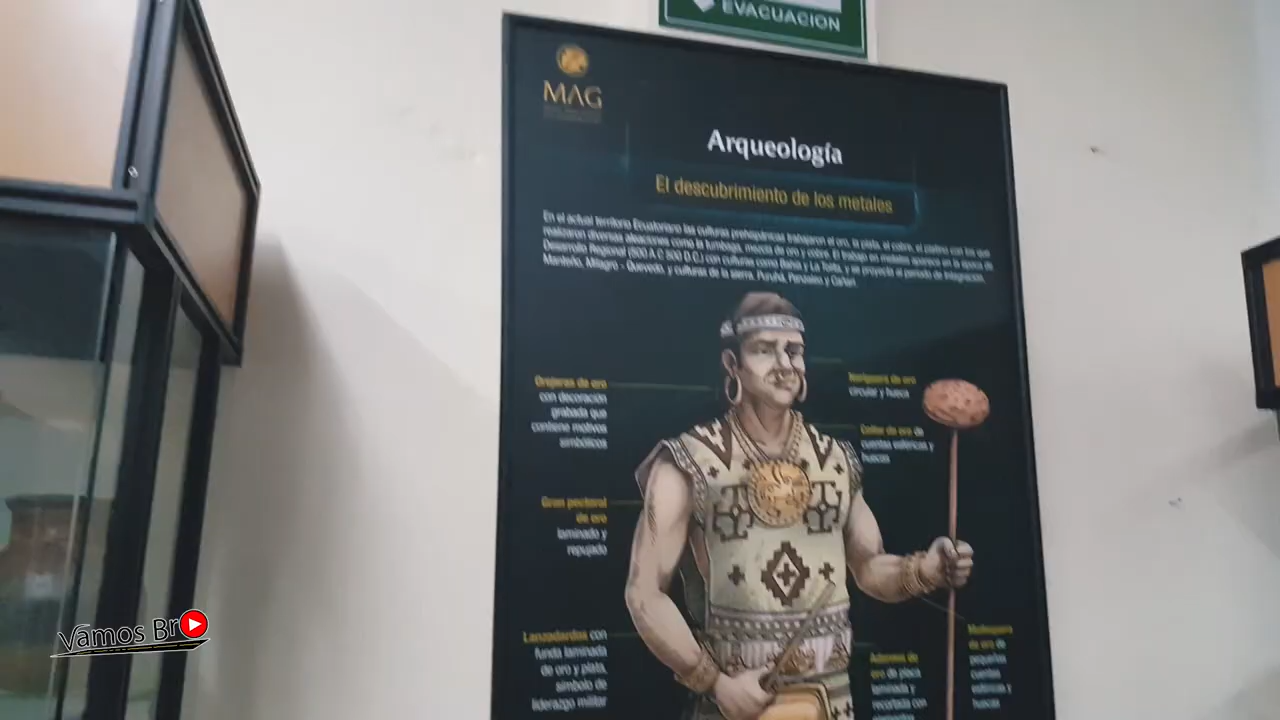 EVACUACION
MAG
Arqueología
El descubrimiento de los metales
En el actual territorio Ecuatoriano las culturas prehispánicas trabajaron el oro, la plata, el cobre, el platino con los que
realizaron diversas aleaciones como la tumbaga, mezcla de oro y cobre. El trabajo en metales aparece en la época de
Desarrollo Regional (500 A.C 500 D.C.) con culturas como Bahía y La Tolita, y se proyecta al periodo de Integración,
Manteño, Milagro - Quevedo, y culturas de la sierra, Puruhá, Panzaleo y Carchi.
Orejeras de oro
con decoración
grabada que
contiene motivos
simbólicos
Nariguera de oro
circular y hueca
Collar de oro de
cuentas esféricas y
huecas
Gran pectoral
de oro
laminado y
repujado
Lanzadardos con
funda laminada
de oro y plata,
símbolo de
liderazgo militar
Adornos de
oro de placa
laminada y
recortada con
de oro de
pequeñas
cuentas
esféricas y
huecas
Vamos Bro